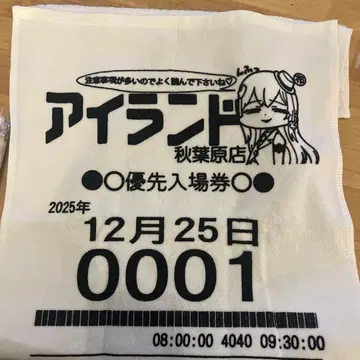 注意事項が多いのでよく読んで下さいね♡
アイランド
秋葉原店
●○優先入場券○●
2025年
12月25日
0001
08:00:00 4040 09:30:00